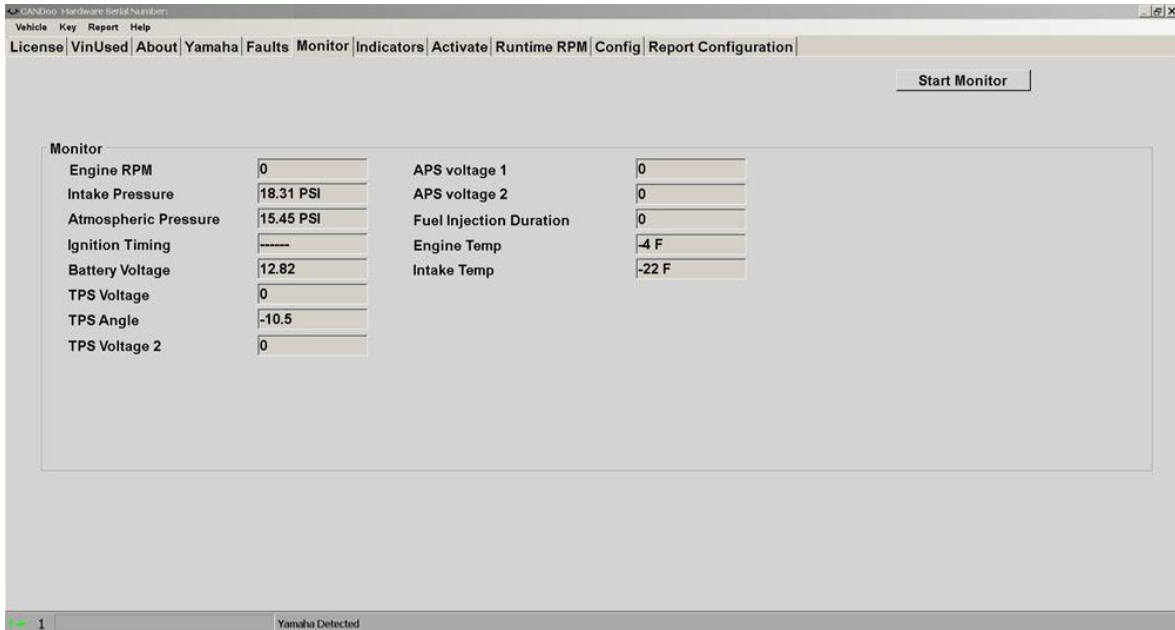 CANDoo Hardware Serial Number:
Vehicle Key Report Help
License VinUsed About Yamaha Faults Monitor Indicators Activate Runtime RPM Config Report Configuration
Start Monitor
Monitor
Engine RPM 0 APS voltage 1 0
Intake Pressure 18.31 PSI APS voltage 2 0
Atmospheric Pressure 15.45 PSI Fuel Injection Duration 0
Ignition Timing ------ Engine Temp -4 F
Battery Voltage 12.82 Intake Temp -22 F
TPS Voltage 0
TPS Angle -10.5
TPS Voltage 2 0
1 Yamaha Detected